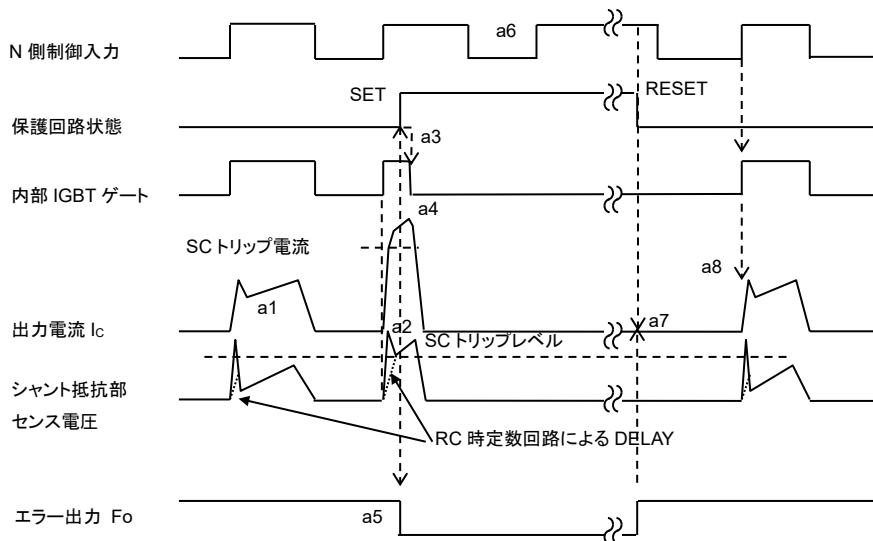 N 側制御入力
a6
SET
RESET
保護回路状態
a3
内部 IGBT ゲート
a4
SC トリップ電流
a8
a1
出力電流 Ic
a2
SC トリップレベル
a7
シャント抵抗部
センス電圧
RC 時定数回路による DELAY
エラー出力 Fo
a5